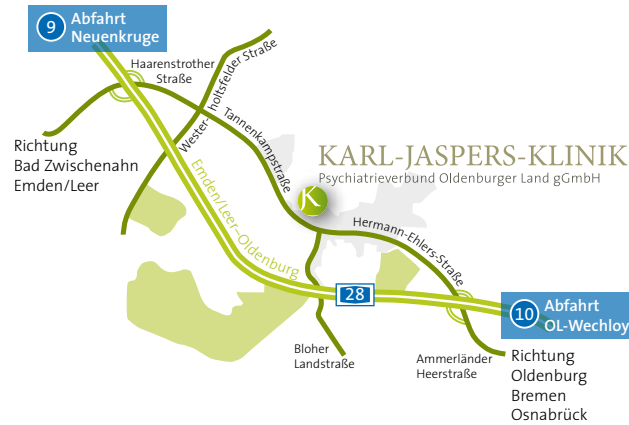 9
Abfahrt
Neuenkruge
Haarenstrother
Straße
Wester-
holtsfelder Straße
Tannenkampstraße
Richtung
Bad Zwischenahn
Emden/Leer
KARL-JASPERS-KLINIK
Psychiatrieverbund Oldenburger Land gGmbH
K
Hermann-Ehlers-Straße
Emden/Leer–Oldenburg
28
10
Abfahrt
OL-Wechloy
Bloher
Landstraße
Ammerländer
Heerstraße
Richtung
Oldenburg
Bremen
Osnabrück